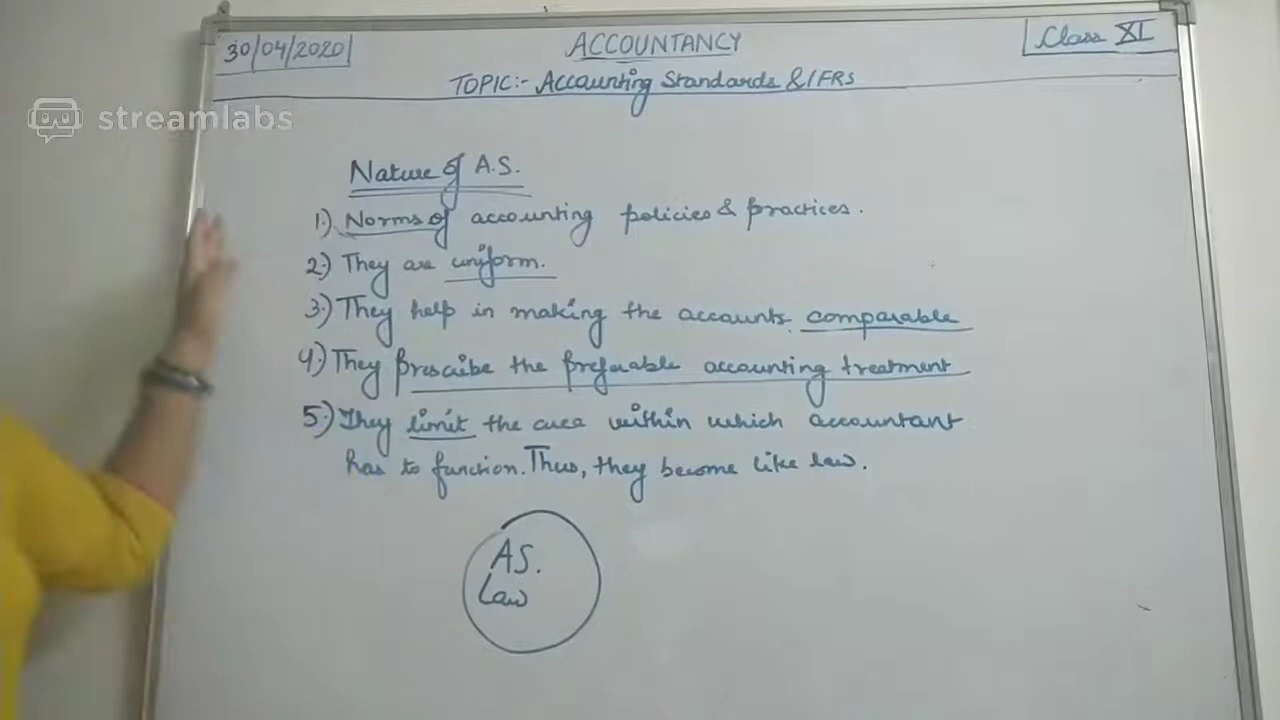 30/04/2020
ACCOUNTANCY
Class XI
TOPIC:- Accounting Standards & IFRS
streamlabs
Nature of A.S.
1.) Norms of accounting policies & practices.
2.) They are uniform.
3.) They help in making the accounts comparable
4.) They prescribe the preferable accounting treatment
5.) They limit the area within which accountant
has to function. Thus, they become like law.
A.S.
Law